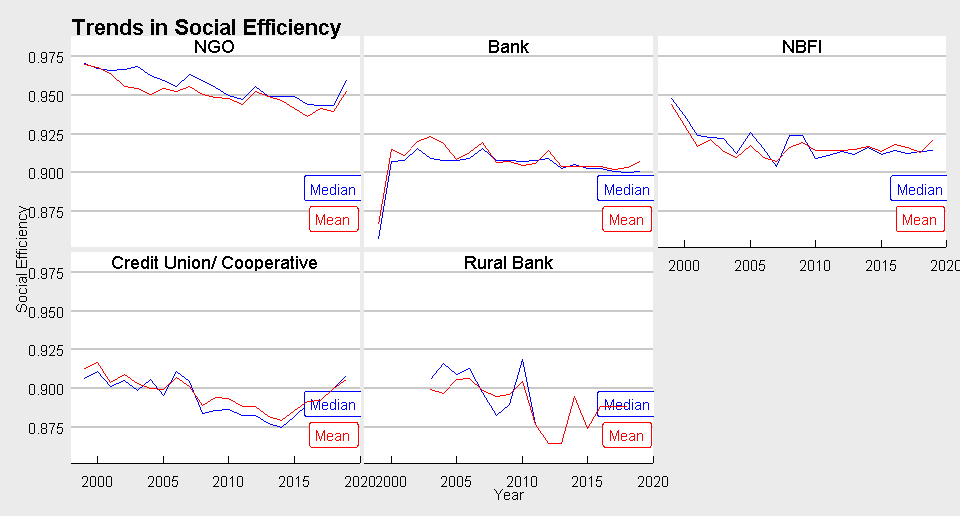 Trends in Social Efficiency
NGO
Bank
NBFI
0.975
0.950
0.925
0.900
0.875
Median
Mean
Median
Mean
Median
Mean
2000 2005 2010 2015 2020
Social Efficiency
Credit Union/ Cooperative
Rural Bank
0.975
0.950
0.925
0.900
0.875
Median
Mean
Median
Mean
2000 2005 2010 2015 2020
2000 2005 2010 2015 2020
Year